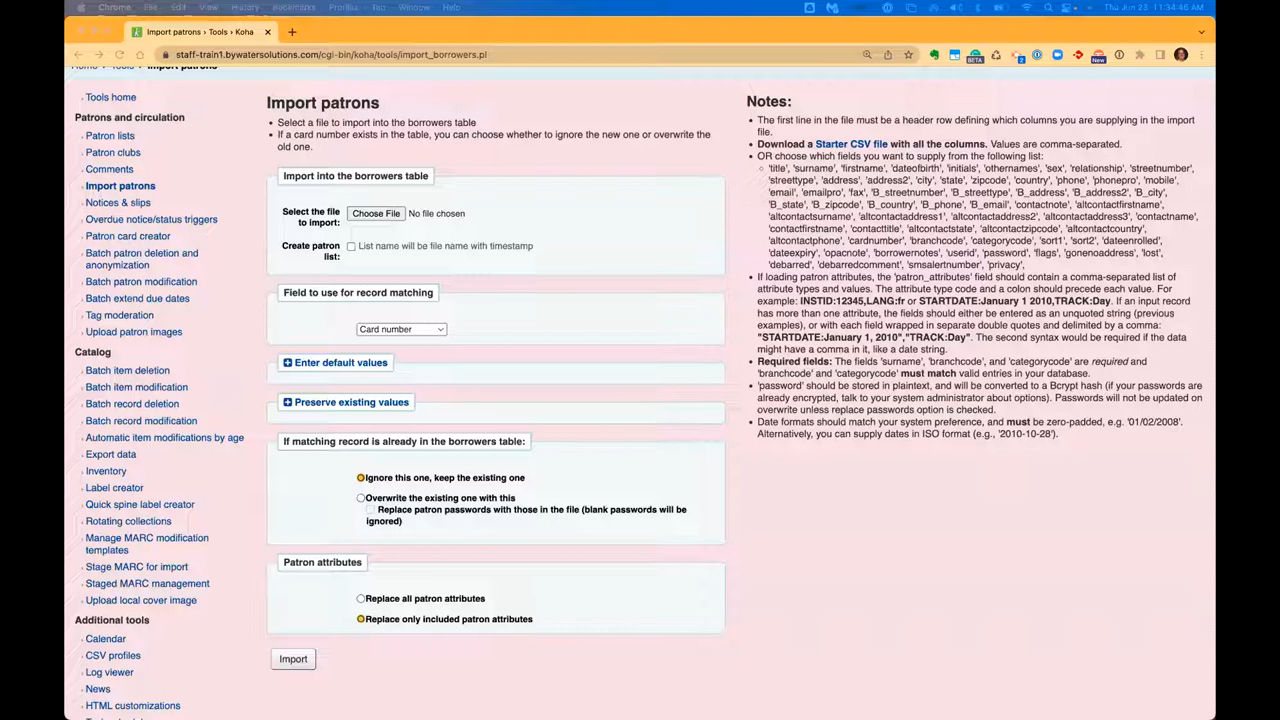 Chrome File Edit View History Bookmarks Profiles Tab Window Help Thu Jun 23 11:34:46 AM
Import patrons › Tools › Koha
staff-train1.bywatersolutions.com/cgi-bin/koha/tools/import_borrowers.pl
BETA 2 New
Home › Tools › Import patrons
Tools home
Patrons and circulation
Patron lists
Patron clubs
Comments
Import patrons
Notices & slips
Overdue notice/status triggers
Patron card creator
Batch patron deletion and
anonymization
Batch patron modification
Batch extend due dates
Tag moderation
Upload patron images
Catalog
Batch item deletion
Batch item modification
Batch record deletion
Batch record modification
Automatic item modifications by age
Export data
Inventory
Label creator
Quick spine label creator
Rotating collections
Manage MARC modification
templates
Stage MARC for import
Staged MARC management
Upload local cover image
Additional tools
Calendar
CSV profiles
Log viewer
News
HTML customizations
Import patrons
Select a file to import into the borrowers table
If a card number exists in the table, you can choose whether to ignore the new one or overwrite the
old one.
Import into the borrowers table
Select the file
to import:
Choose File No file chosen
Create patron
list:
List name will be file name with timestamp
Field to use for record matching
Card number
Enter default values
Preserve existing values
If matching record is already in the borrowers table:
Ignore this one, keep the existing one
Overwrite the existing one with this
Replace patron passwords with those in the file (blank passwords will be
ignored)
Patron attributes
Replace all patron attributes
Replace only included patron attributes
Import
Notes:
The first line in the file must be a header row defining which columns you are supplying in the import
file.
Download a Starter CSV file with all the columns. Values are comma-separated.
OR choose which fields you want to supply from the following list:
'title', 'surname', 'firstname', 'dateofbirth', 'initials', 'othernames', 'sex', 'relationship', 'streetnumber',
'streettype', 'address', 'address2', 'city', 'state', 'zipcode', 'country', 'phone', 'phonepro', 'mobile',
'email', 'emailpro', 'fax', 'B_streetnumber', 'B_streettype', 'B_address', 'B_address2', 'B_city',
'B_state', 'B_zipcode', 'B_country', 'B_phone', 'B_email', 'contactnote', 'altcontactfirstname',
'altcontactsurname', 'altcontactaddress1', 'altcontactaddress2', 'altcontactaddress3', 'contactname',
'contactfirstname', 'contacttitle', 'altcontactstate', 'altcontactzipcode', 'altcontactcountry',
'altcontactphone', 'cardnumber', 'branchcode', 'categorycode', 'sort1', 'sort2', 'dateenrolled',
'dateexpiry', 'opacnote', 'borrowernotes', 'userid', 'password', 'flags', 'gonenoaddress', 'lost',
'debarred', 'debarredcomment', 'smsalertnumber', 'privacy',
If loading patron attributes, the 'patron_attributes' field should contain a comma-separated list of
attribute types and values. The attribute type code and a colon should precede each value. For
example: INSTID:12345,LANG:fr or STARTDATE:January 1 2010,TRACK:Day. If an input record
has more than one attribute, the fields should either be entered as an unquoted string (previous
examples), or with each field wrapped in separate double quotes and delimited by a comma:
"STARTDATE:January 1, 2010","TRACK:Day". The second syntax would be required if the data
might have a comma in it, like a date string.
Required fields: The fields 'surname', 'branchcode', and 'categorycode' are required and
'branchcode' and 'categorycode' must match valid entries in your database.
'password' should be stored in plaintext, and will be converted to a Bcrypt hash (if your passwords are
already encrypted, talk to your system administrator about options). Passwords will not be updated on
overwrite unless replace passwords option is checked.
Date formats should match your system preference, and must be zero-padded, e.g. '01/02/2008'.
Alternatively, you can supply dates in ISO format (e.g., '2010-10-28').